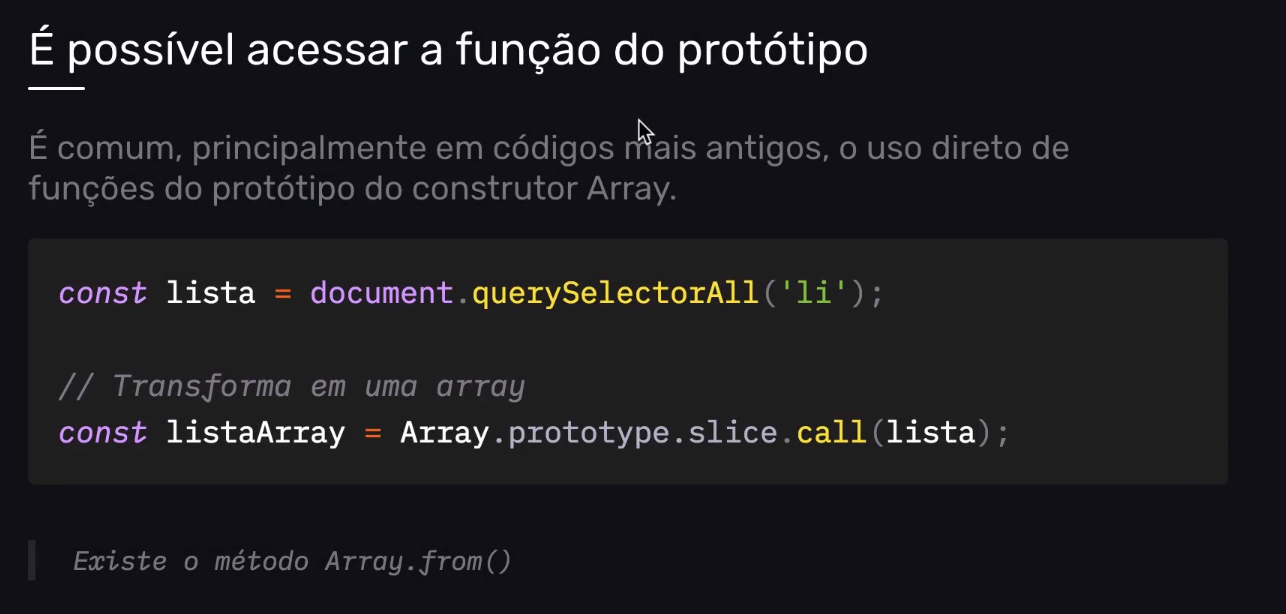 É possível acessar a função do protótipo
É comum, principalmente em códigos mais antigos, o uso direto de
funções do protótipo do construtor Array.
const lista = document.querySelectorAll('li');
// Transforma em uma array
const listaArray = Array.prototype.slice.call(lista);
Existe o método Array.from()